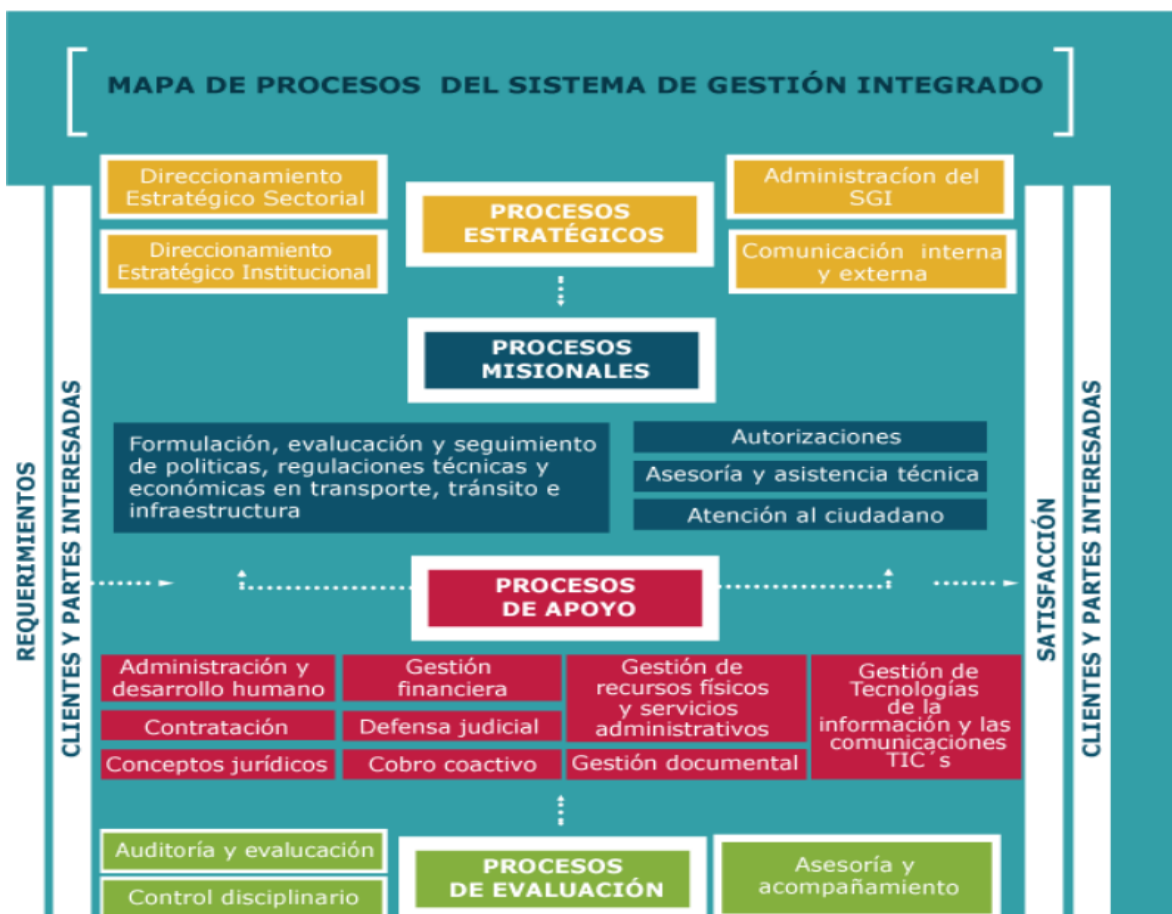 MAPA DE PROCESOS DEL SISTEMA DE GESTIÓN INTEGRADO
Direccionamiento
Estratégico Sectorial
Direccionamiento
Estratégico Institucional
PROCESOS
ESTRATÉGICOS
Administracíon del
SGI
Comunicación interna
y externa
PROCESOS
MISIONALES
Formulación, evalucación y seguimiento
de politicas, regulaciones técnicas y
económicas en transporte, tránsito e
infraestructura
Autorizaciones
Asesoría y asistencia técnica
Atención al ciudadano
REQUERIMIENTOS
CLIENTES Y PARTES INTERESADAS
PROCESOS
DE APOYO
SATISFACCIÓN
CLIENTES Y PARTES INTERESADAS
Administración y
desarrollo humano
Contratación
Conceptos jurídicos
Gestión
financiera
Defensa judicial
Cobro coactivo
Gestión de
recursos físicos
y servicios
administrativos
Gestión documental
Gestión de
Tecnologías
de la
información y las
comunicaciones
TIC´s
Auditoría y evalucación
Control disciplinario
PROCESOS
DE EVALUACIÓN
Asesoría y
acompañamiento